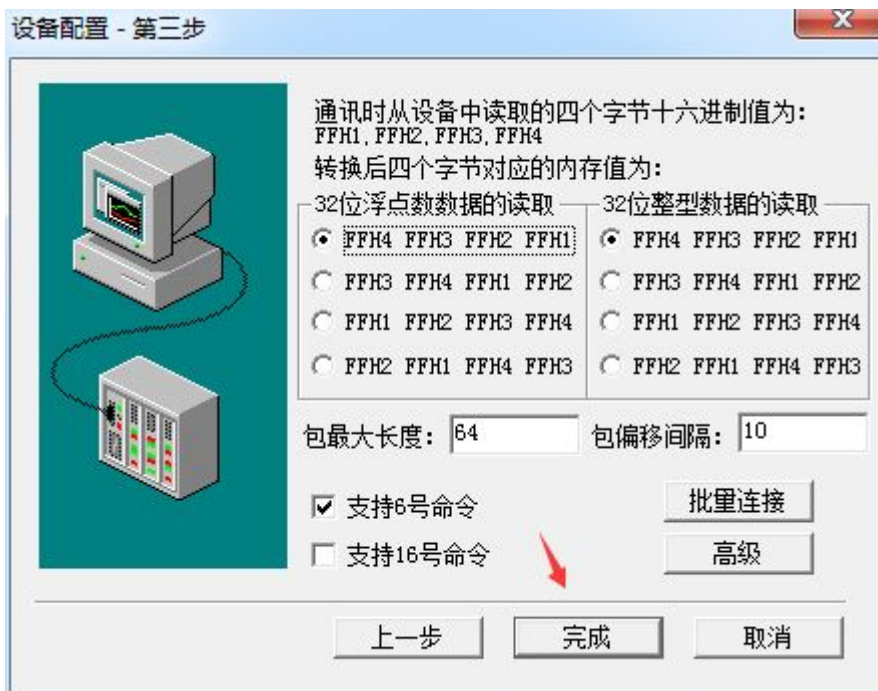 设备配置 - 第三步
通讯时从设备中读取的四个字节十六进制值为:
FFH1, FFH2, FFH3, FFH4
转换后四个字节对应的内存值为:
32位浮点数数据的读取
FFH4 FFH3 FFH2 FFH1
FFH3 FFH4 FFH1 FFH2
FFH1 FFH2 FFH3 FFH4
FFH2 FFH1 FFH4 FFH3
32位整型数据的读取
FFH4 FFH3 FFH2 FFH1
FFH3 FFH4 FFH1 FFH2
FFH1 FFH2 FFH3 FFH4
FFH2 FFH1 FFH4 FFH3
包最大长度: 64
包偏移间隔: 10
支持6号命令
批量连接
支持16号命令
高级
上一步
完成
取消